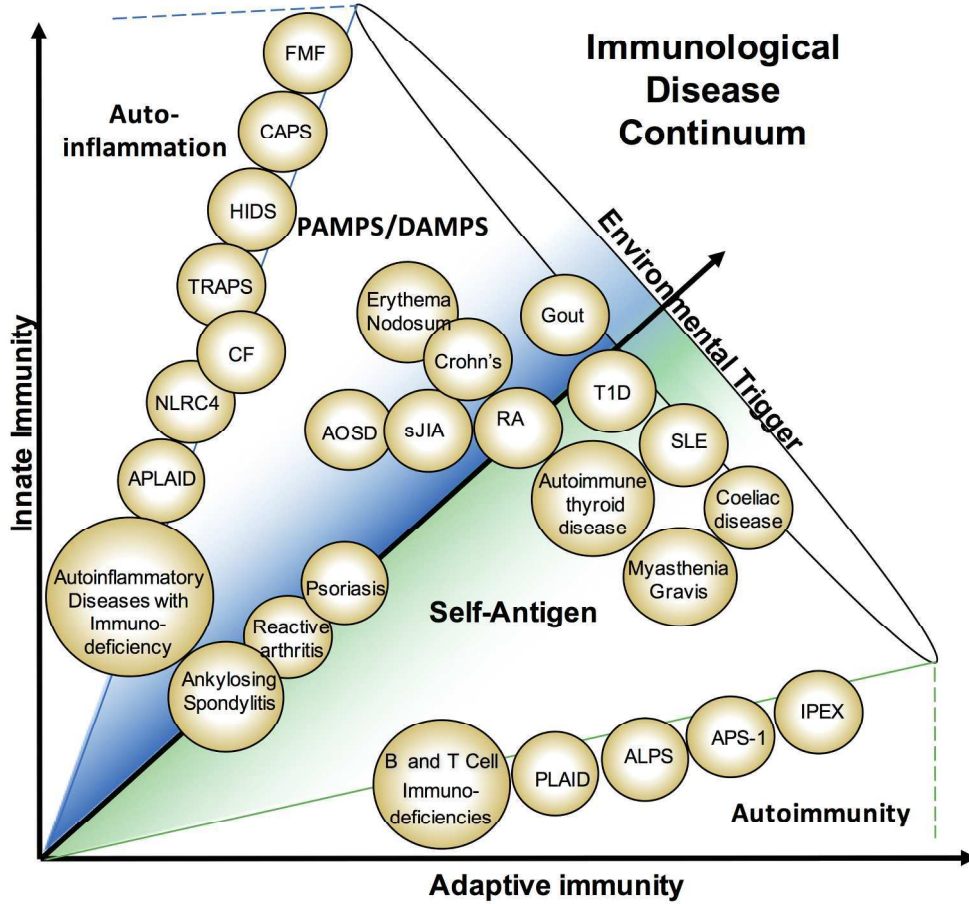 Immunological
Disease
Continuum
Auto-
inflammation
PAMPS/DAMPS
Environmental Trigger
Innate Immunity
FMF
CAPS
HIDS
TRAPS
CF
NLRC4
APLAID
Autoinflammatory
Diseases with
Immuno-
deficiency
Erythema
Nodosum
Crohn's
Gout
AOSD
sJIA
RA
T1D
SLE
Autoimmune
thyroid
disease
Coeliac
disease
Myasthenia
Gravis
Psoriasis
Reactive
arthritis
Ankylosing
Spondylitis
Self-Antigen
B and T Cell
Immuno-
deficiencies
PLAID
ALPS
APS-1
IPEX
Autoimmunity
Adaptive immunity